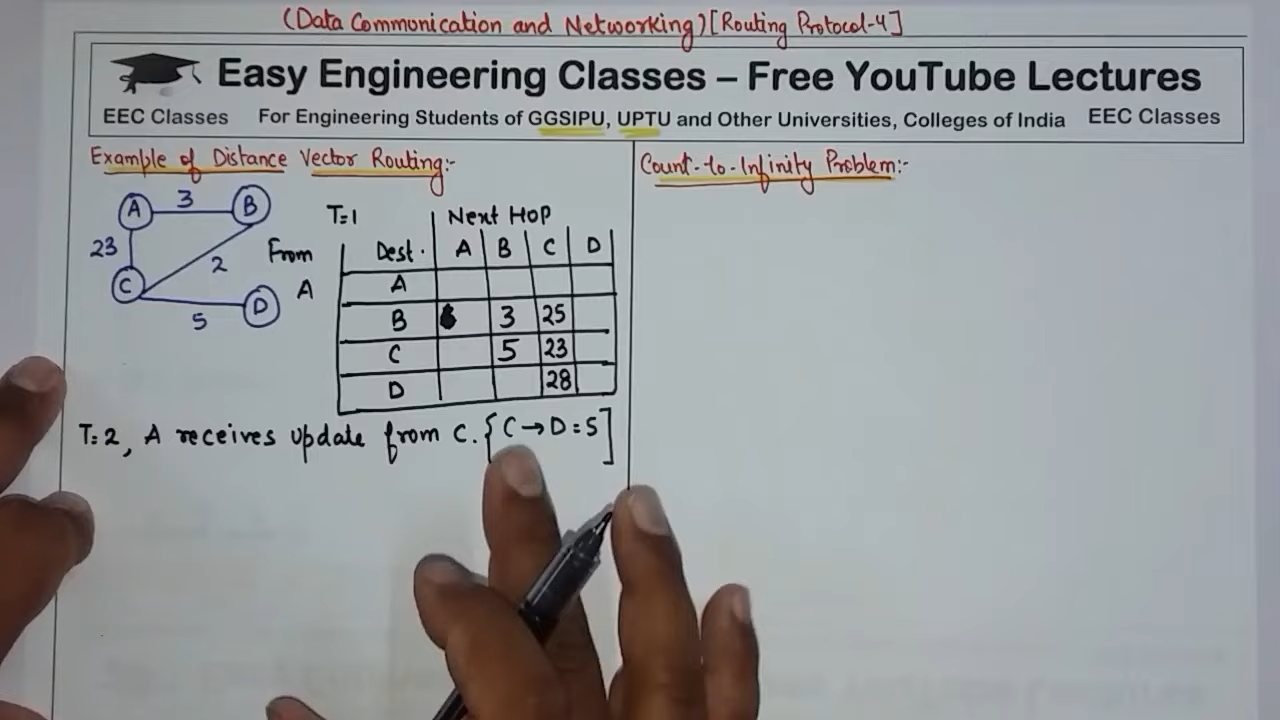 (Data Communication and Networking) [Routing Protocol-4]
Easy Engineering Classes – Free YouTube Lectures
EEC Classes For Engineering Students of GGSIPU, UPTU and Other Universities, Colleges of India EEC Classes
Example of Distance Vector Routing:-
A 3 B
23
2
C
5
D
From
A
T=1 Next Hop
Dest. A B C D
A
B 3 25
C 5 23
D 28
T=2, A receives update from C. {C→D=5]
Count-to-Infinity Problem:-